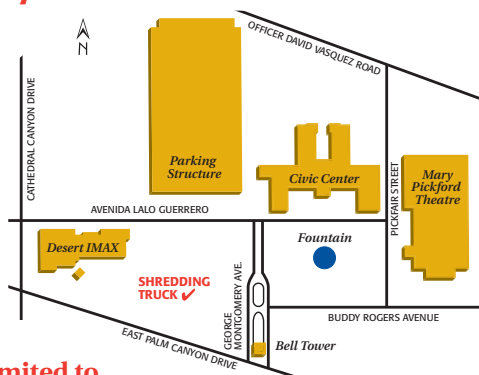 N
OFFICER DAVID VASQUEZ ROAD
CATHEDRAL CANYON DRIVE
Parking
Structure
Civic Center
PICKFAIR STREET
Mary
Pickford
Theatre
AVENIDA LALO GUERRERO
Desert IMAX
Fountain
SHREDDING
TRUCK ✓
GEORGE
MONTGOMERY AVE.
BUDDY ROGERS AVENUE
EAST PALM CANYON DRIVE
Bell Tower
mited to